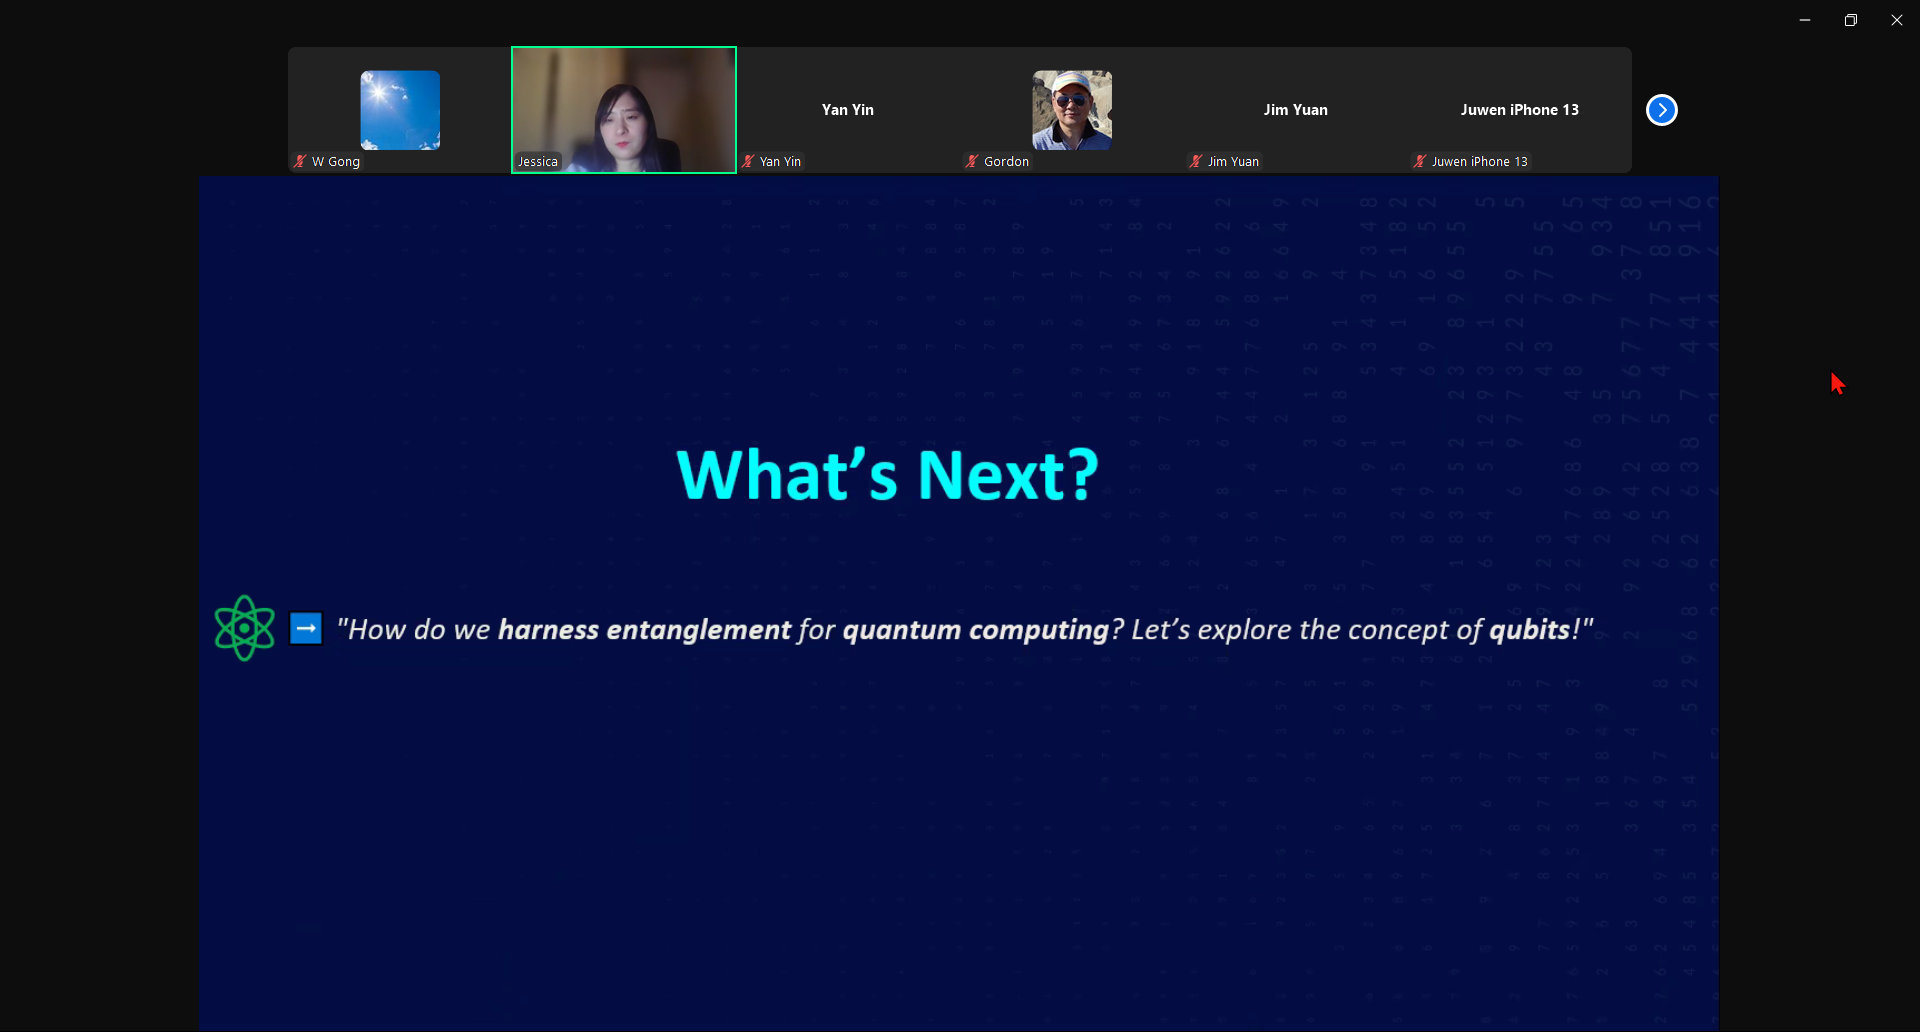 Yan Yin
Jim Yuan
Juwen iPhone 13
W Gong
Jessica
Yan Yin
Gordon
Jim Yuan
Juwen iPhone 13
What’s Next?
"How do we harness entanglement for quantum computing? Let’s explore the concept of qubits!"